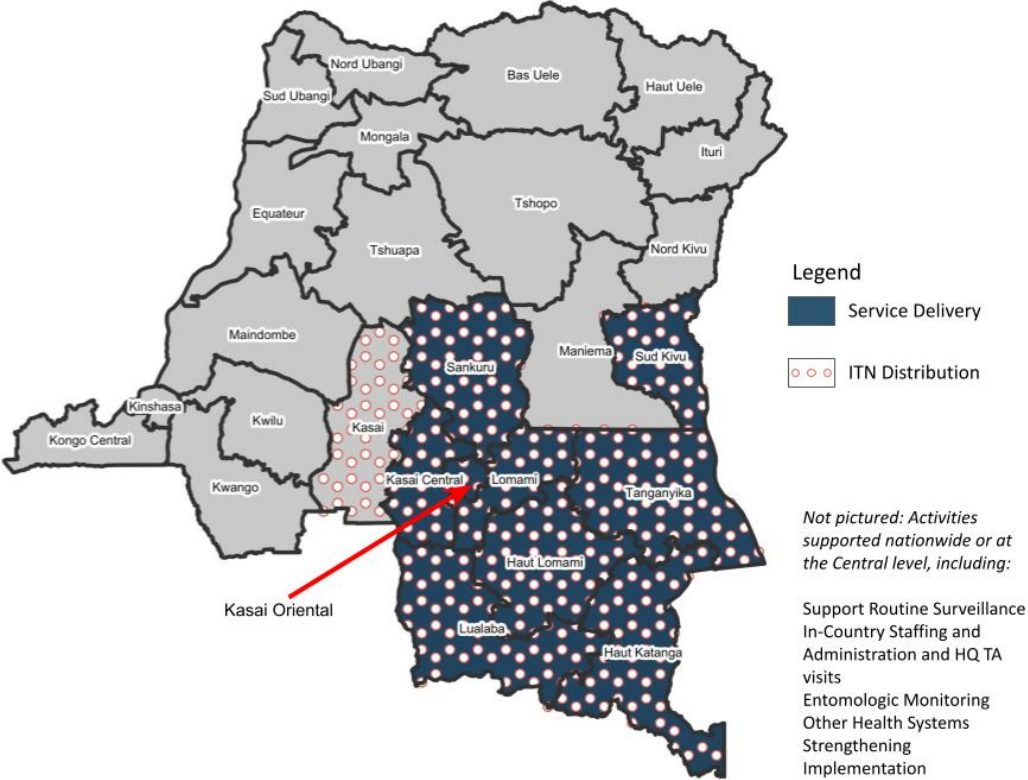 Nord Ubangi
Bas Uele
Haut Uele
Sud Ubangi
Mongala
Ituri
Tshopo
Equateur
Tshuapa
Nord Kivu
Legend
Service Delivery
Maindombe
Maniema
Sud Kivu
Sankuru
ITN Distribution
Kinshasa
Kwilu
Kasai
Kongo Central
Kasai Central
Lomami
Kwango
Tanganyika
Not pictured: Activities
supported nationwide or at
the Central level, including:
Haut Lomami
Kasai Oriental
Support Routine Surveillance
In-Country Staffing and
Administration and HQ TA
visits
Lualaba
Haut Katanga
Entomologic Monitoring
Other Health Systems
Strengthening
Implementation